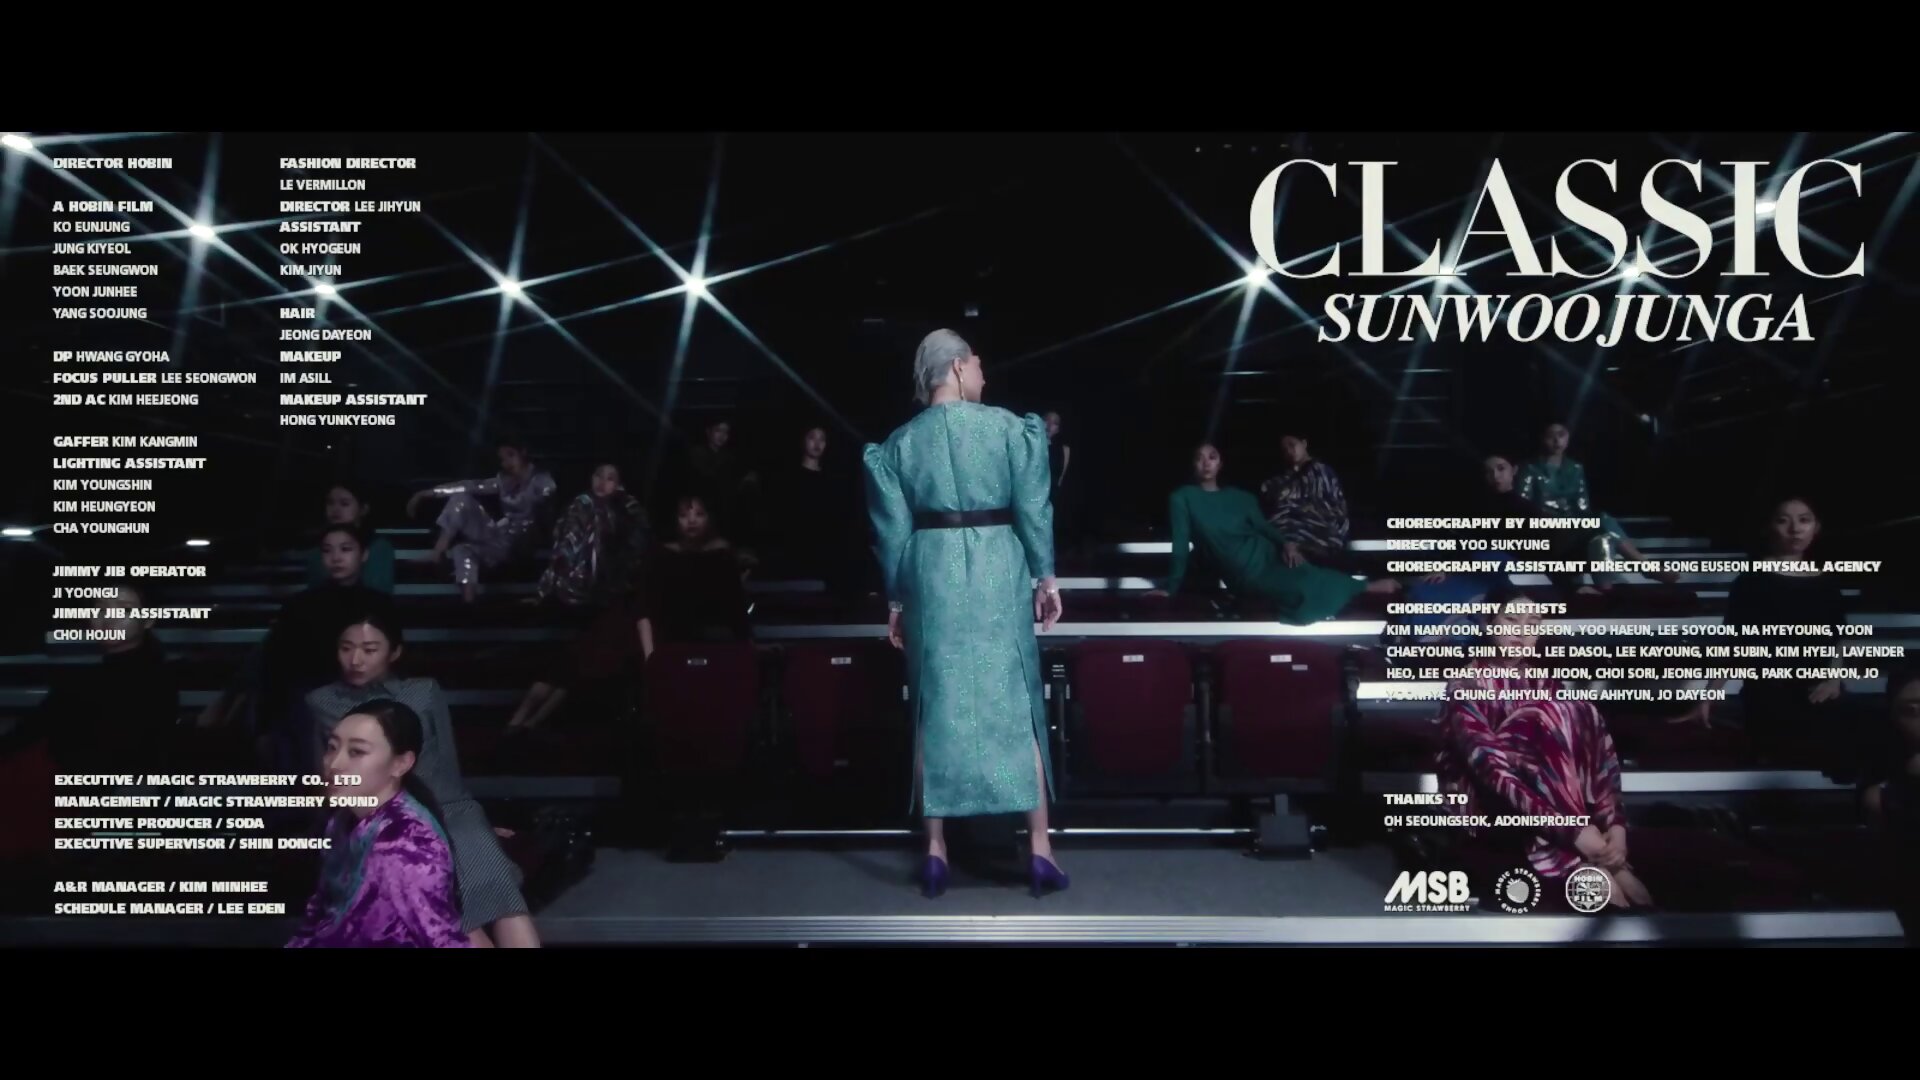 DIRECTOR HOBIN
A HOBIN FILM
KO EUNJUNG
JUNG KIYEOL
BAEK SEUNGWON
YOON JUNHEE
YANG SOOJUNG
DP HWANG GYOHA
FOCUS PULLER LEE SEONGWON
2ND AC KIM HEEJEONG
GAFFER KIM KANGMIN
LIGHTING ASSISTANT
KIM YOUNGSHIN
KIM HEUNGYEON
CHA YOUNGHUN
JIMMY JIB OPERATOR
JI YOONGU
JIMMY JIB ASSISTANT
CHOI HOJUN
EXECUTIVE / MAGIC STRAWBERRY CO., LTD
MANAGEMENT / MAGIC STRAWBERRY SOUND
EXECUTIVE PRODUCER / SODA
EXECUTIVE SUPERVISOR / SHIN DONGIC
A&R MANAGER / KIM MINHEE
SCHEDULE MANAGER / LEE EDEN
FASHION DIRECTOR
LE VERMILLON
DIRECTOR LEE JIHYUN
ASSISTANT
OK HYOGEUN
KIM JIYUN
HAIR
JEONG DAYEON
MAKEUP
IM ASILL
MAKEUP ASSISTANT
HONG YUNKYEONG
CLASSIC
SUNWOOJUNGA
CHOREOGRAPHY BY HOWHYOU
DIRECTOR YOO SUKYUNG
CHOREOGRAPHY ASSISTANT DIRECTOR SONG EUSEON PHYSKAL AGENCY
CHOREOGRAPHY ARTISTS
KIM NAMYOON, SONG EUSEON, YOO HAEUN, LEE SOYOON, NA HYEYOUNG, YOON
CHAEYOUNG, SHIN YESOL, LEE DASOL, LEE KAYOUNG, KIM SUBIN, KIM HYEJI, LAVENDER
HEO, LEE CHAEYOUNG, KIM JIOON, CHOI SORI, JEONG JIHYUNG, PARK CHAEWON, JO
CHUNG AHHYUN, CHUNG AHHYUN, JO DAYEON
THANKS TO
OH SEOUNGSEOK, ADONISPROJECT
MSB
MAGIC STRAWBERRY
MAGIC STRAWBERRY SOUND
HOBIN
FILM